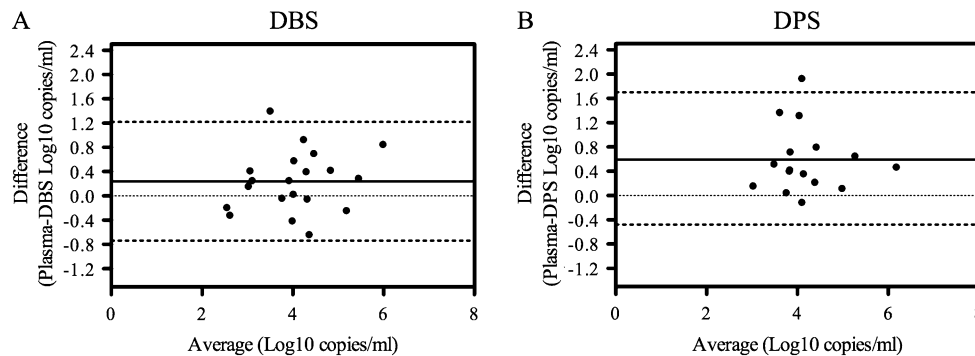 A DBS
Difference
(Plasma-DBS Log10 copies/ml)
2.4
2.0
1.6
1.2
0.8
0.4
0.0
-0.4
-0.8
-1.2
0 2 4 6 8
Average (Log10 copies/ml)
B DPS
Difference
(Plasma-DPS Log10 copies/ml)
2.4
2.0
1.6
1.2
0.8
0.4
0.0
-0.4
-0.8
-1.2
0 2 4 6
Average (Log10 copies/ml)